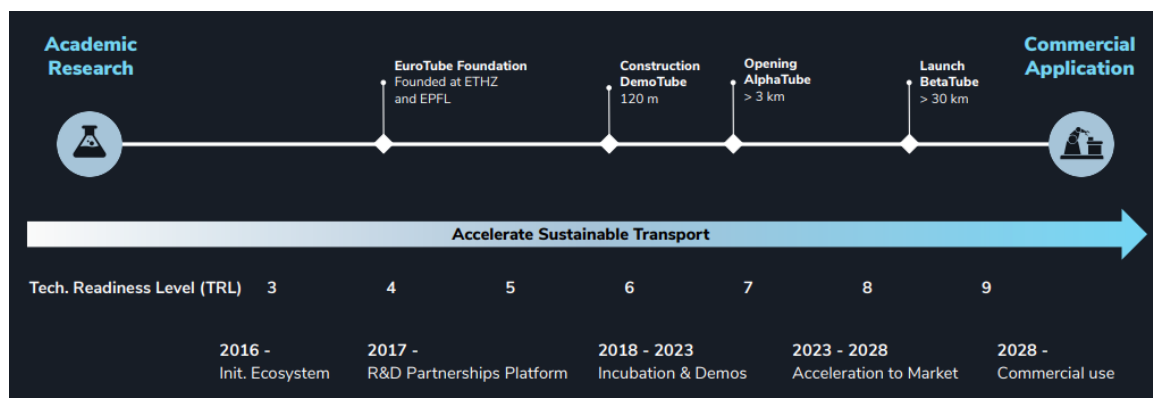 Academic
Research
Commercial
Application
EuroTube Foundation
Founded at ETHZ
and EPFL
Construction
DemoTube
120 m
Opening
AlphaTube
> 3 km
Launch
BetaTube
> 30 km
Accelerate Sustainable Transport
Tech. Readiness Level (TRL) 3 4 5 6 7 8 9
2016 -
Init. Ecosystem
2017 -
R&D Partnerships Platform
2018 - 2023
Incubation & Demos
2023 - 2028
Acceleration to Market
2028 -
Commercial use